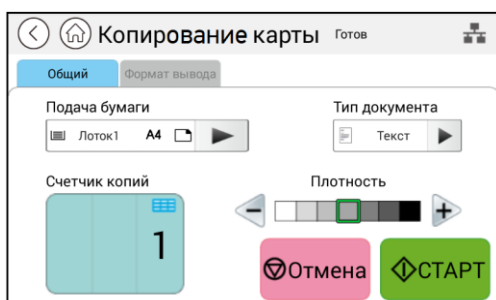 Копирование карты Готов
Общий Формат вывода
Подача бумаги Тип документа
Лоток1 A4 Текст
Счетчик копий Плотность
1
Отмена СТАРТ